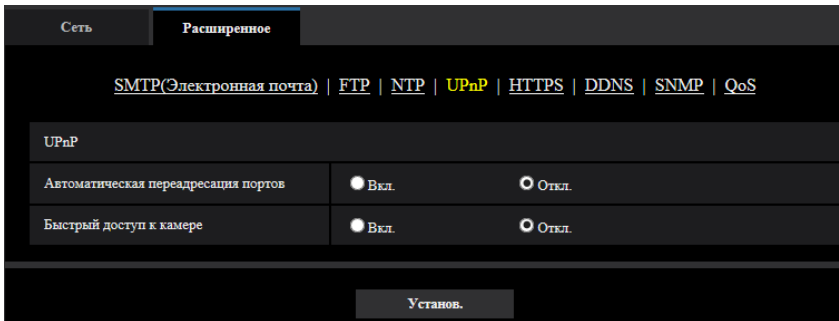 Сеть Расширенное
SMTP(Электронная почта) | FTP | NTP | UPnP | HTTPS | DDNS | SNMP | QoS
UPnP
Автоматическая переадресация портов Вкл. Откл.
Быстрый доступ к камере Вкл. Откл.
Установ.